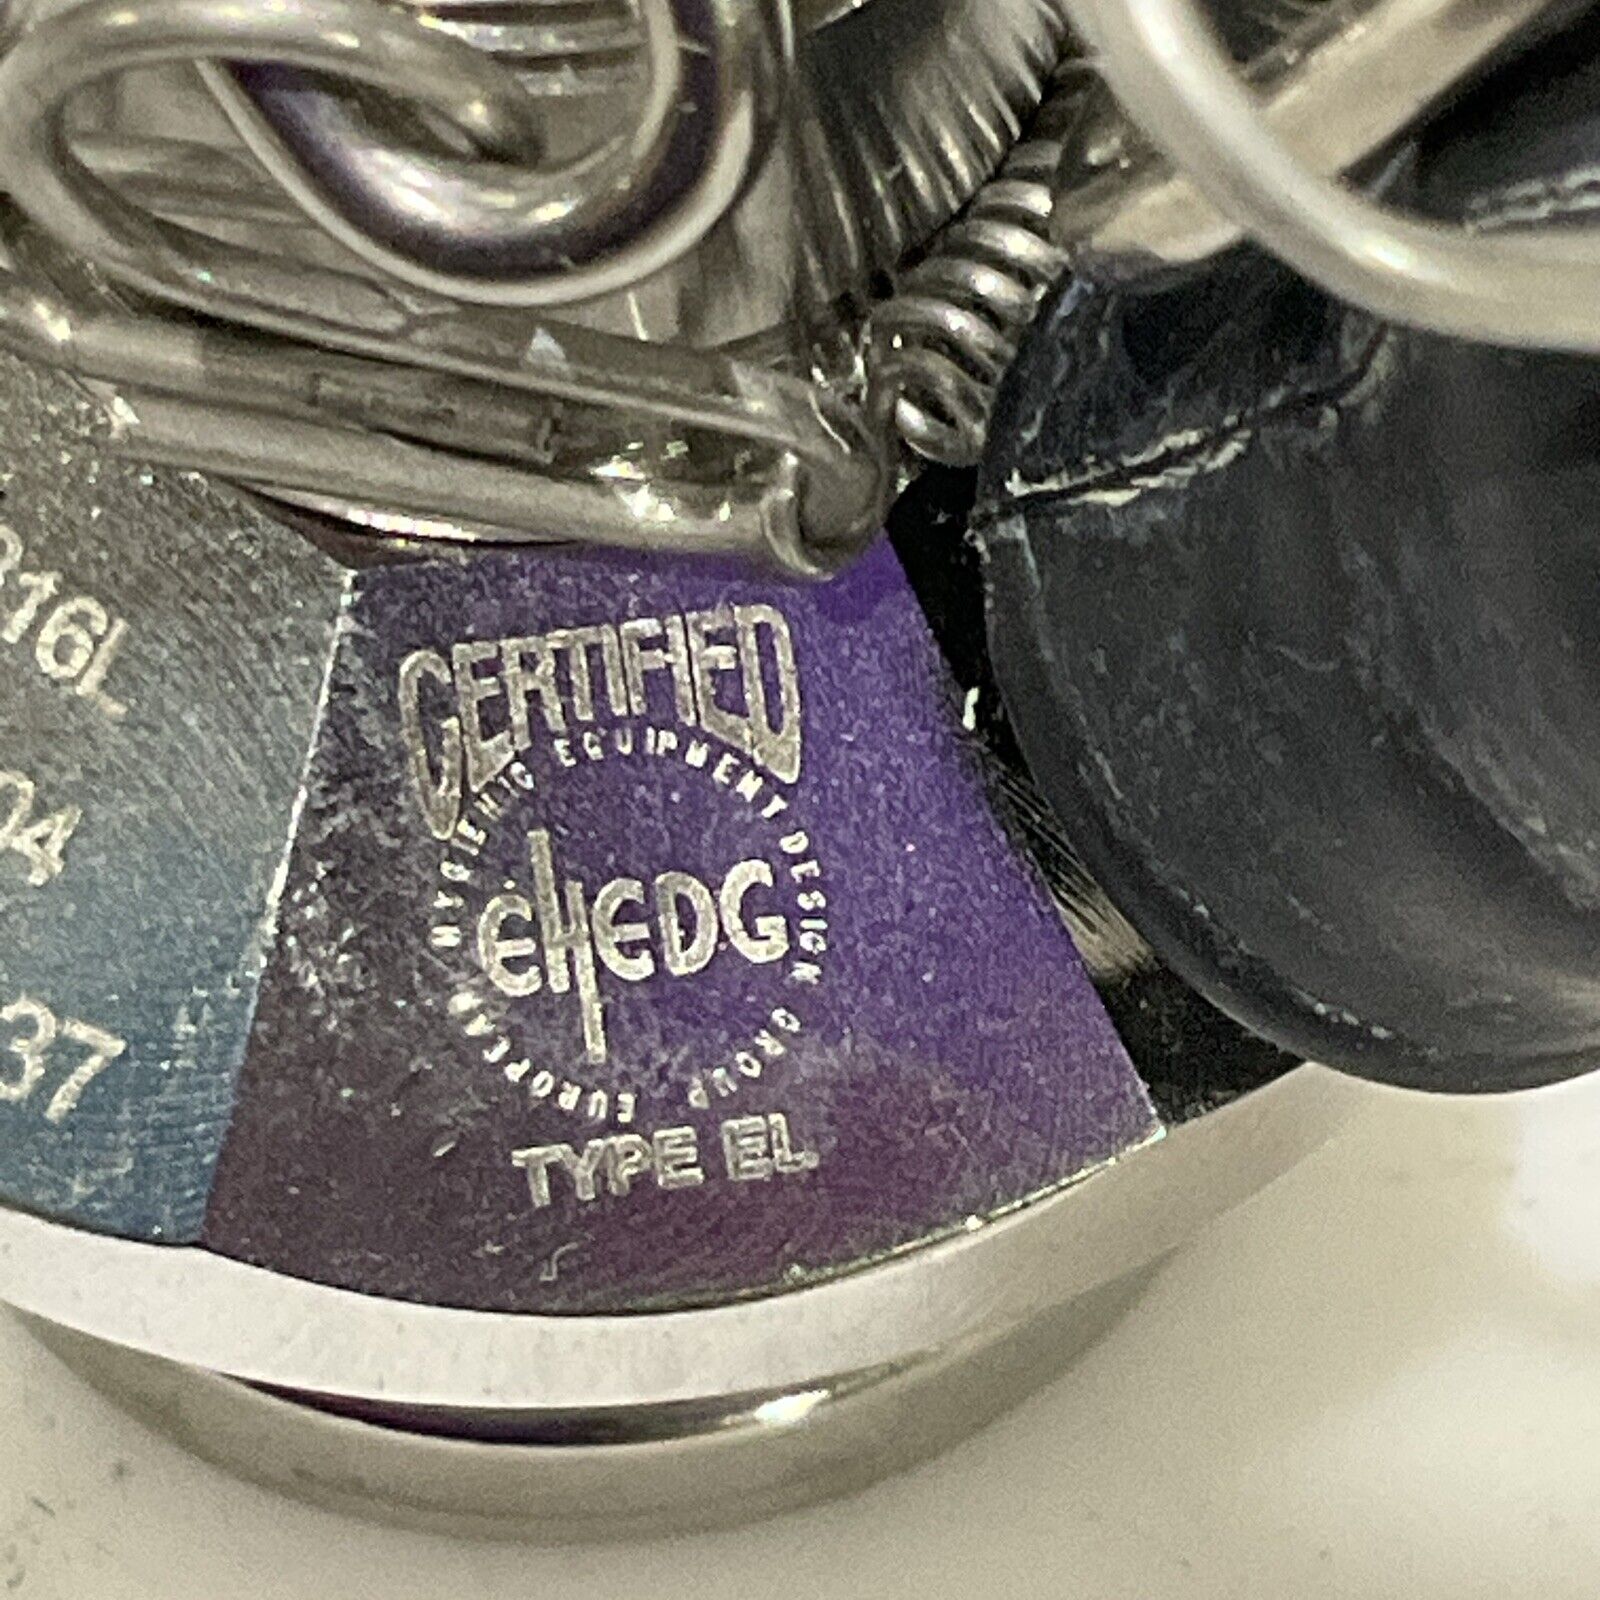 316L
04
37
CERTIFIED
EUROPEAN HYGIENIC EQUIPMENT DESIGN GROUP
EHEDG
TYPE EL